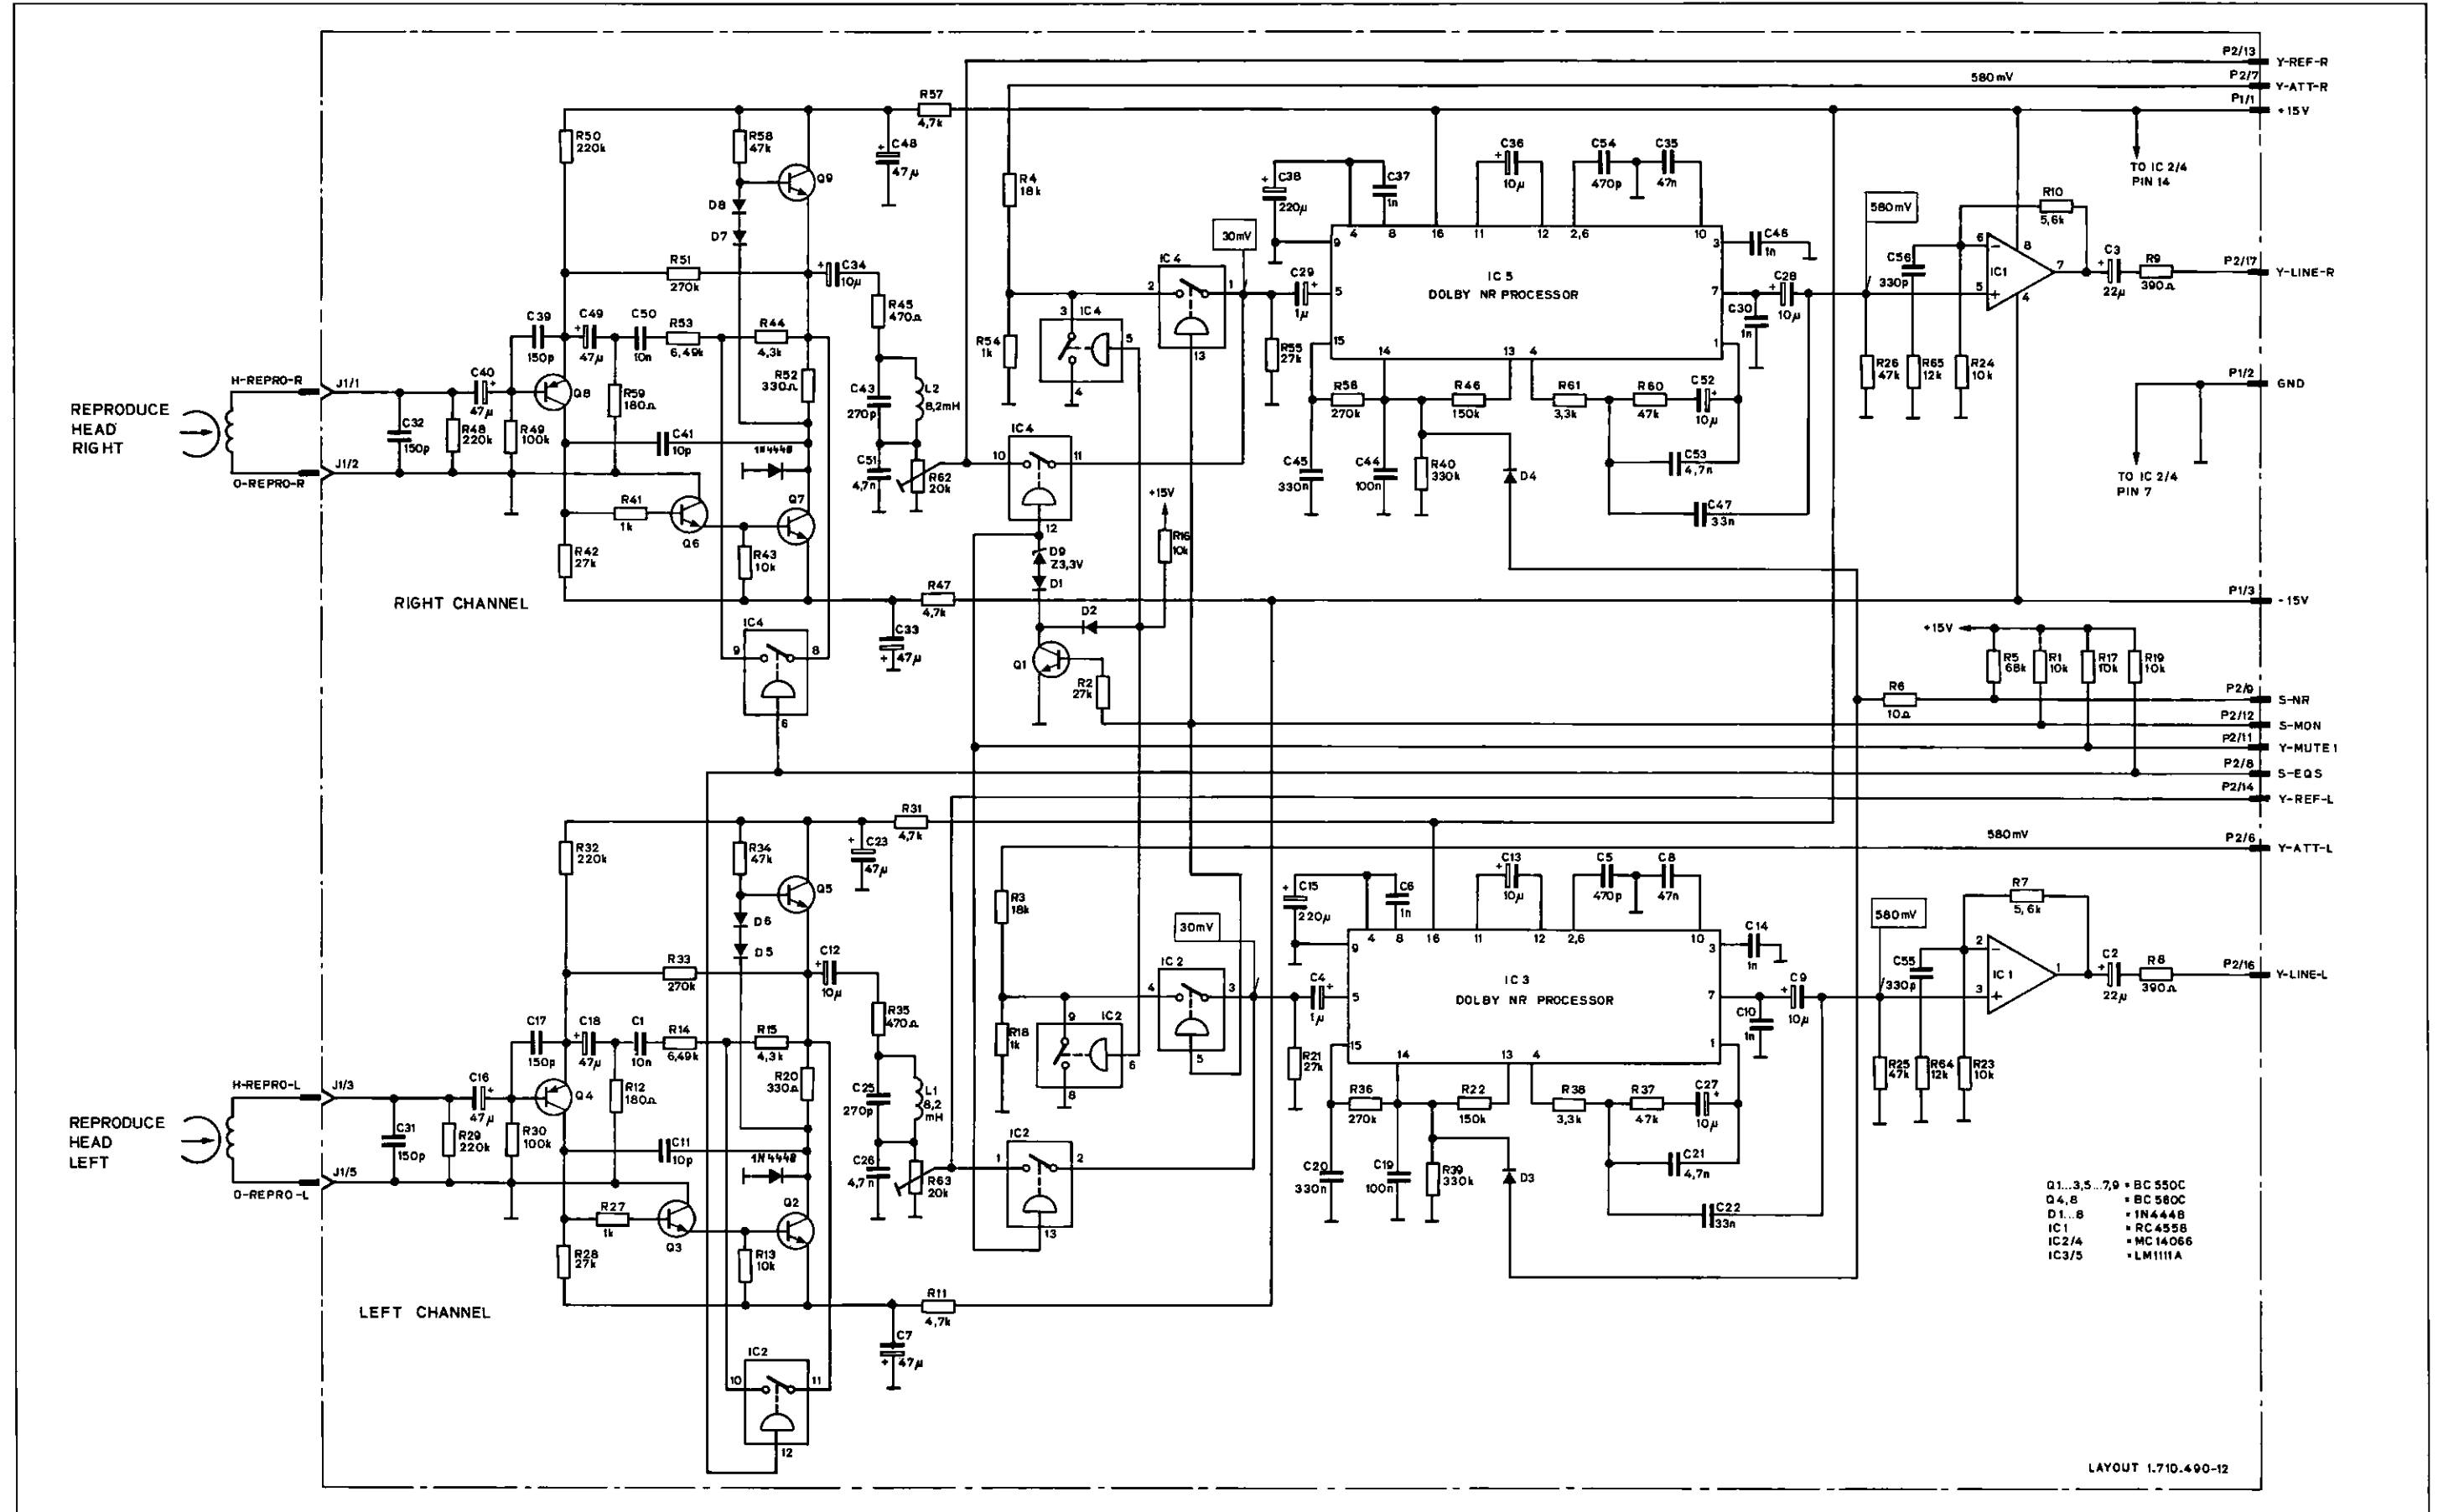 P2/13
Y-REF-R
580mV
P2/7
Y-ATT-R
P1/1
+15V
R57
4,7k
R50
220k
R58
47k
+
C48
47µ
Q9
D8
D7
R4
18k
TO IC 2/4
PIN 14
+
C38
220µ
C37
1n
+
C36
10µ
C54
470p
C35
47n
R10
5,6k
580mV
30mV
9
4
8
16
11
12
2,6
10
3
C46
1n
IC 5
DOLBY NR PROCESSOR
C29
+
1µ
5
7
C28
+
10µ
C30
1n
15
14
13
4
1
C56
330p
6
−
8
IC1
7
5
+
4
C3
+
22µ
R9
390Ω
P2/17
Y-LINE-R
R51
270k
+
C34
10µ
R45
470Ω
IC 4
2
1
13
3
IC4
5
4
R54
1k
R55
27k
C39
150p
C49
+
47µ
C50
10n
R53
6,49k
R44
4,3k
R52
330Ω
C43
270p
L2
8,2mH
REPRODUCE
HEAD
RIGHT
H-REPRO-R
J1/1
J1/2
O-REPRO-R
C32
150p
R48
220k
C40
+
47µ
R49
100k
Q8
R59
180Ω
C41
10p
1N4448
C51
4,7n
R62
20k
IC4
10
11
12
R56
270k
R46
150k
R61
3,3k
R60
47k
C52
+
10µ
C45
330n
C44
100n
R40
330k
D4
C53
4,7n
C47
33n
R26
47k
R65
12k
R24
10k
P1/2
GND
TO IC 2/4
PIN 7
R41
1k
Q6
Q7
R42
27k
R43
10k
+15V
R16
10k
D9
Z3,3V
D1
D2
RIGHT CHANNEL
R47
4,7k
C33
+
47µ
P1/3
-15V
IC4
9
8
6
Q1
R2
27k
+15V
R5
68k
R1
10k
R17
10k
R19
10k
R6
10Ω
P2/9
S-NR
P2/12
S-MON
P2/11
Y-MUTE 1
P2/8
S-EQS
P2/14
Y-REF-L
R31
4,7k
580mV
P2/6
Y-ATT-L
R32
220k
R34
47k
+
C23
47µ
Q5
D6
D5
R3
18k
+
C15
220µ
C6
1n
+
C13
10µ
C5
470p
C8
47n
R7
5,6k
580mV
30mV
9
4
8
16
11
12
2,6
10
3
C14
1n
IC 3
DOLBY NR PROCESSOR
C4
+
1µ
5
7
C9
+
10µ
C10
1n
15
14
13
4
1
C55
330p
2
−
IC 1
1
3
+
C2
+
22µ
R8
390Ω
P2/16
Y-LINE-L
R33
270k
C12
+
10µ
R35
470Ω
IC 2
4
3
5
9
IC2
6
8
R18
1k
R21
27k
C17
150p
C18
+
47µ
C1
10n
R14
6,49k
R15
4,3k
R20
330Ω
C25
270p
L1
8,2
mH
REPRODUCE
HEAD
LEFT
H-REPRO-L
J1/3
J1/5
O-REPRO-L
C31
150p
R29
220k
C16
+
47µ
R30
100k
Q4
R12
180Ω
C11
10p
1N4448
C26
4,7n
R63
20k
IC2
1
2
13
R36
270k
R22
150k
R38
3,3k
R37
47k
C27
+
10µ
C20
330n
C19
100n
R39
330k
D3
C21
4,7n
C22
33n
R25
47k
R64
12k
R23
10k
R27
1k
Q3
Q2
R28
27k
R13
10k
Q1...3,5...7,9 = BC 550C
Q4,8 = BC 560C
D1...8 = 1N4448
IC1 = RC4558
IC2/4 = MC14066
IC3/5 = LM1111A
LEFT CHANNEL
R11
4,7k
C7
+
47µ
IC2
10
11
12
LAYOUT 1.710.490-12